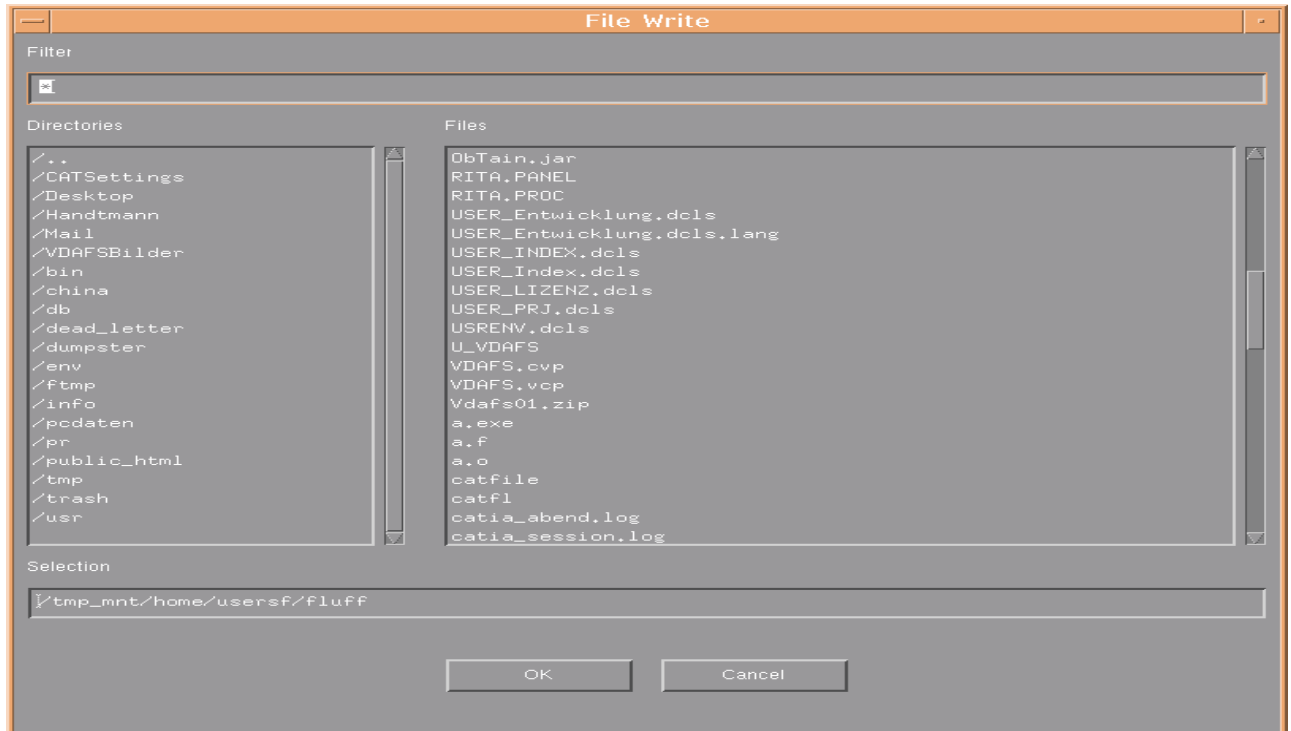 File Write
Filter
*
Directories
/..
/CATSettings
/Desktop
/Handtmann
/Mail
/VDAFSBilder
/bin
/china
/db
/dead_letter
/dumpster
/env
/ftmp
/info
/pcdaten
/pr
/public_html
/tmp
/trash
/usr
Files
ObTain.jar
RITA.PANEL
RITA.PROC
USER_Entwicklung.dcls
USER_Entwicklung.dcls.lang
USER_INDEX.dcls
USER_Index.dcls
USER_LIZENZ.dcls
USER_PRJ.dcls
USRENV.dcls
U_VDAFS
VDAFS.cvp
VDAFS.vcp
Vdafs01.zip
a.exe
a.f
a.o
catfile
catfl
catia_abend.log
catia_session.log
Selection
/tmp_mnt/home/usersf/fluff
OK
Cancel